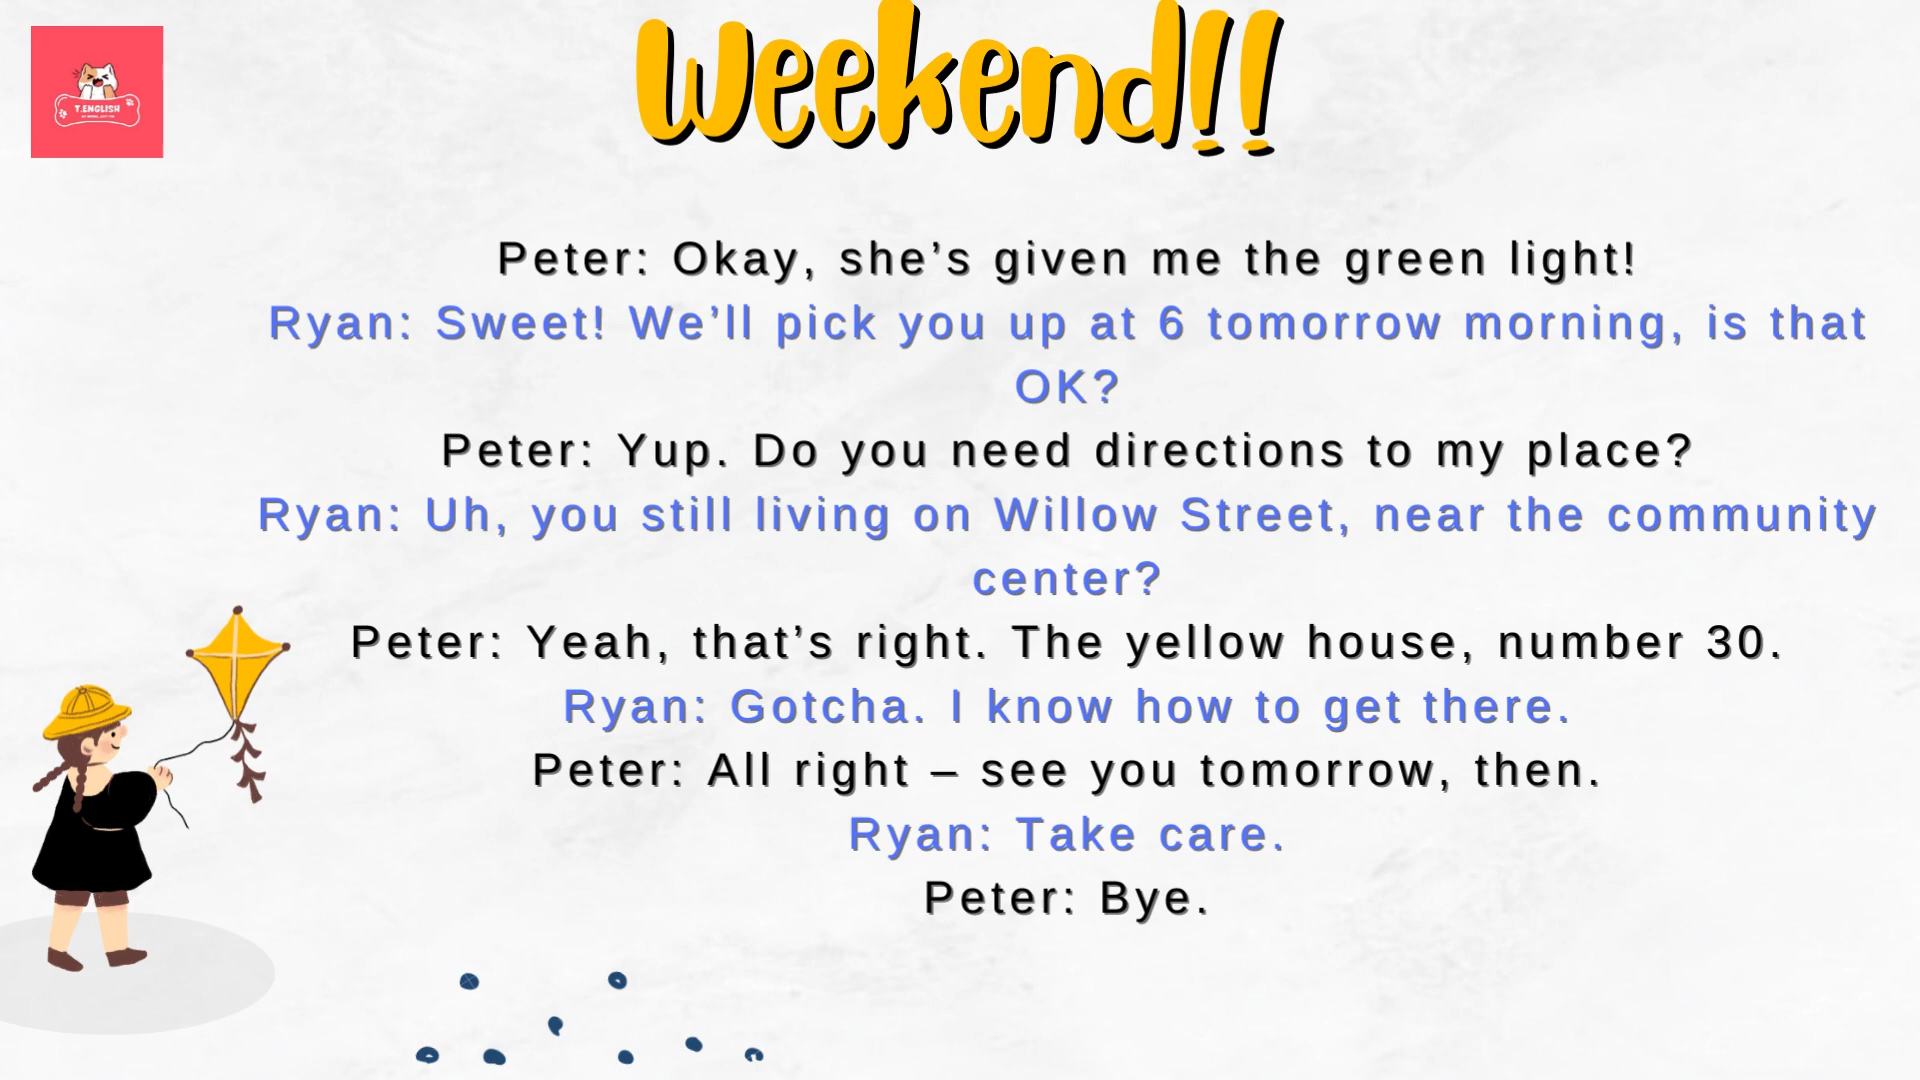 Weekend!!
T.ENGLISH
Peter: Okay, she’s given me the green light!
Ryan: Sweet! We’ll pick you up at 6 tomorrow morning, is that
OK?
Peter: Yup. Do you need directions to my place?
Ryan: Uh, you still living on Willow Street, near the community
center?
Peter: Yeah, that’s right. The yellow house, number 30.
Ryan: Gotcha. I know how to get there.
Peter: All right – see you tomorrow, then.
Ryan: Take care.
Peter: Bye.